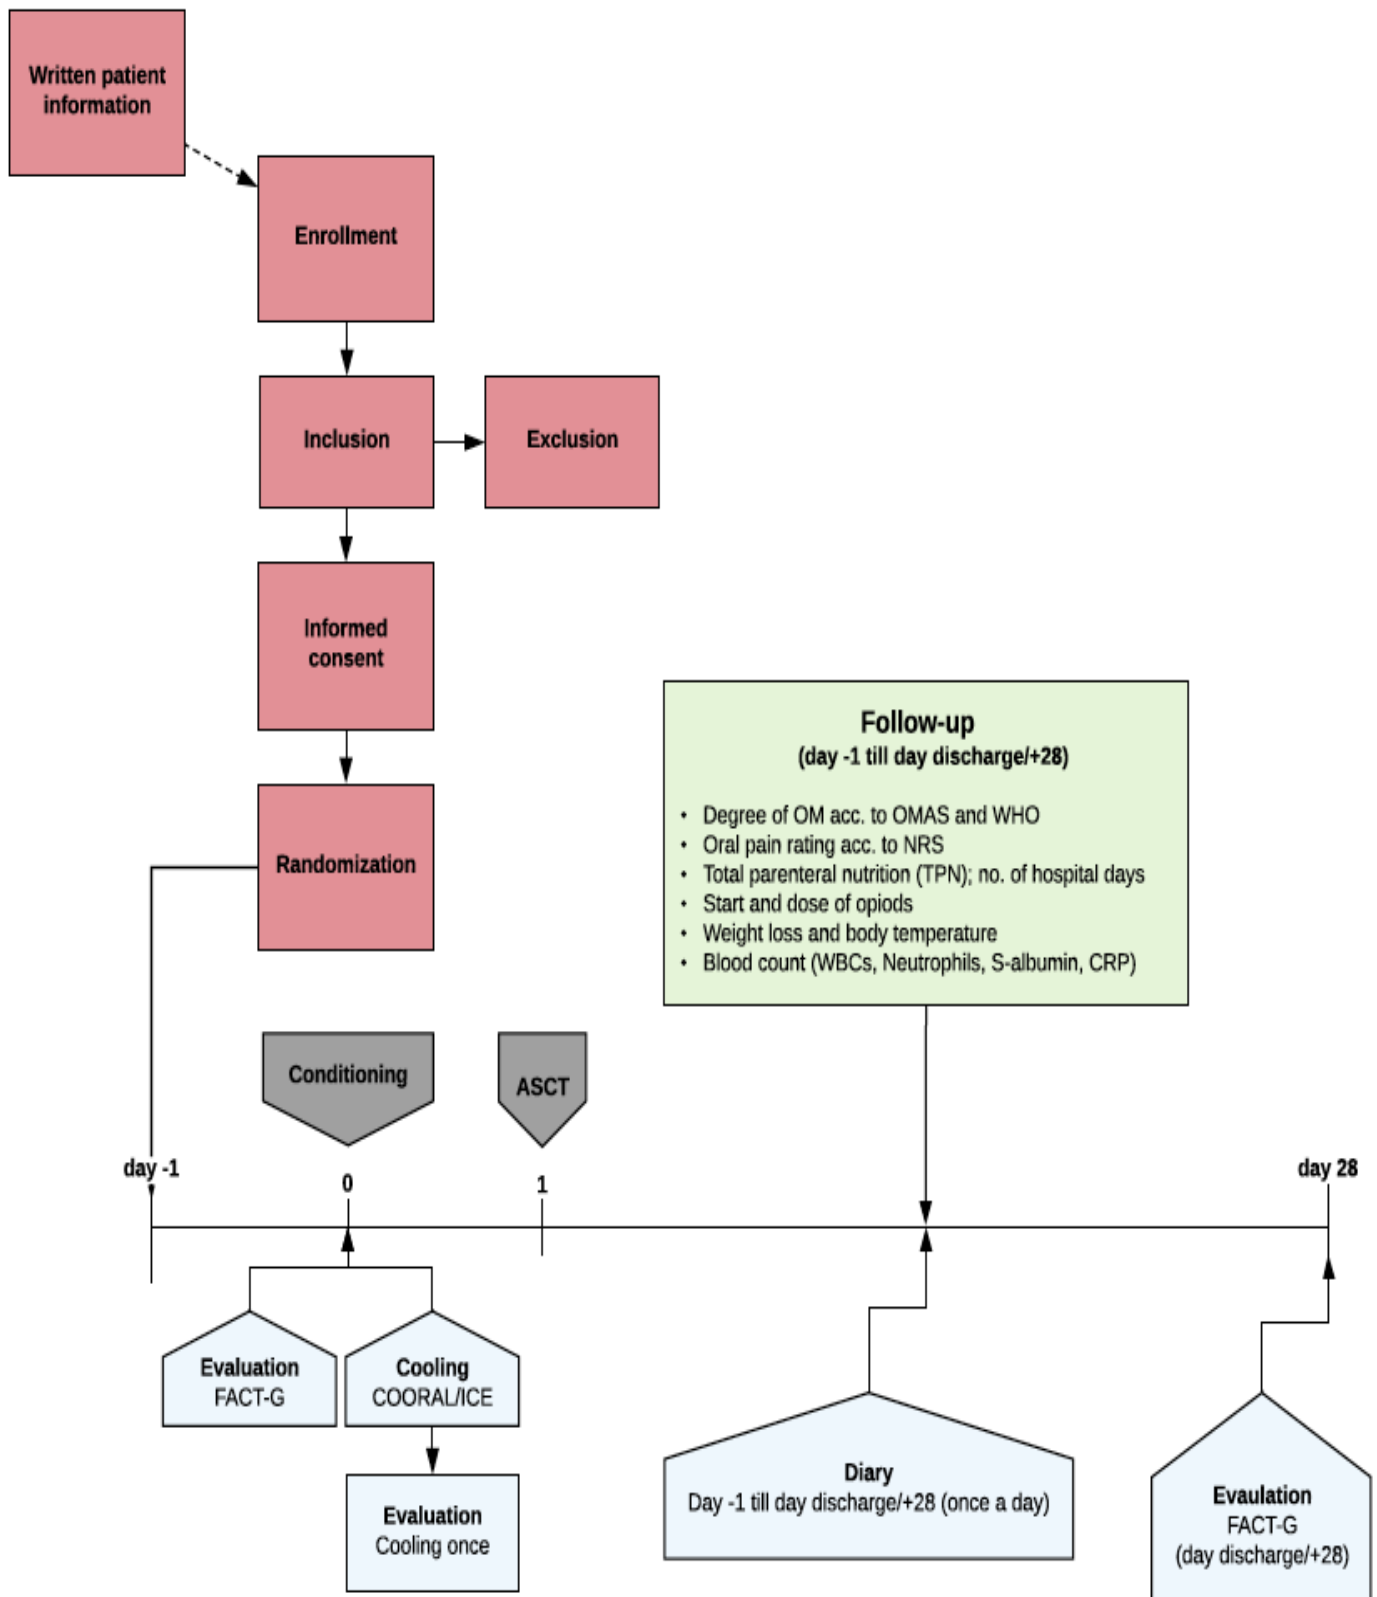 Written patient
information
Enrollment
Inclusion
Exclusion
Informed
consent
Randomization
Follow-up
(day -1 till day discharge/+28)
• Degree of OM acc. to OMAS and WHO
• Oral pain rating acc. to NRS
• Total parenteral nutrition (TPN); no. of hospital days
• Start and dose of opiods
• Weight loss and body temperature
• Blood count (WBCs, Neutrophils, S-albumin, CRP)
Conditioning
ASCT
day -1
0
1
day 28
Evaluation
FACT-G
Cooling
COORAL/ICE
Evaluation
Cooling once
Diary
Day -1 till day discharge/+28 (once a day)
Evaulation
FACT-G
(day discharge/+28)